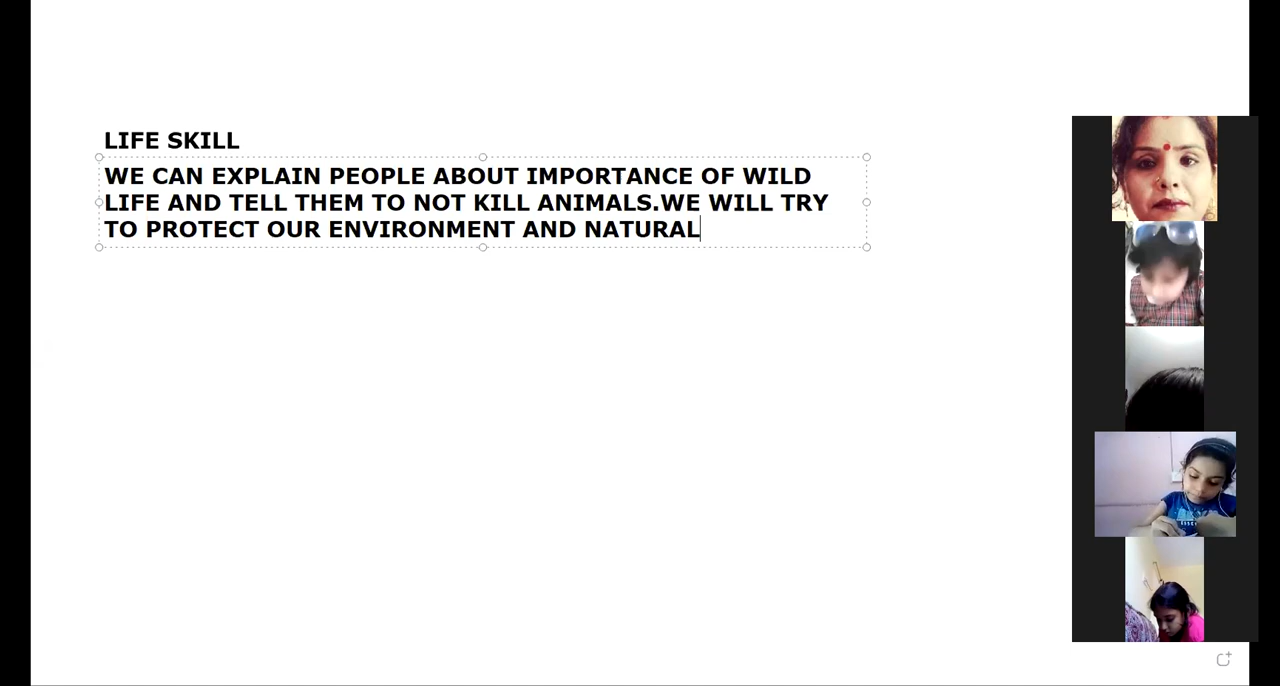 LIFE SKILL
WE CAN EXPLAIN PEOPLE ABOUT IMPORTANCE OF WILD
LIFE AND TELL THEM TO NOT KILL ANIMALS.WE WILL TRY
TO PROTECT OUR ENVIRONMENT AND NATURAL